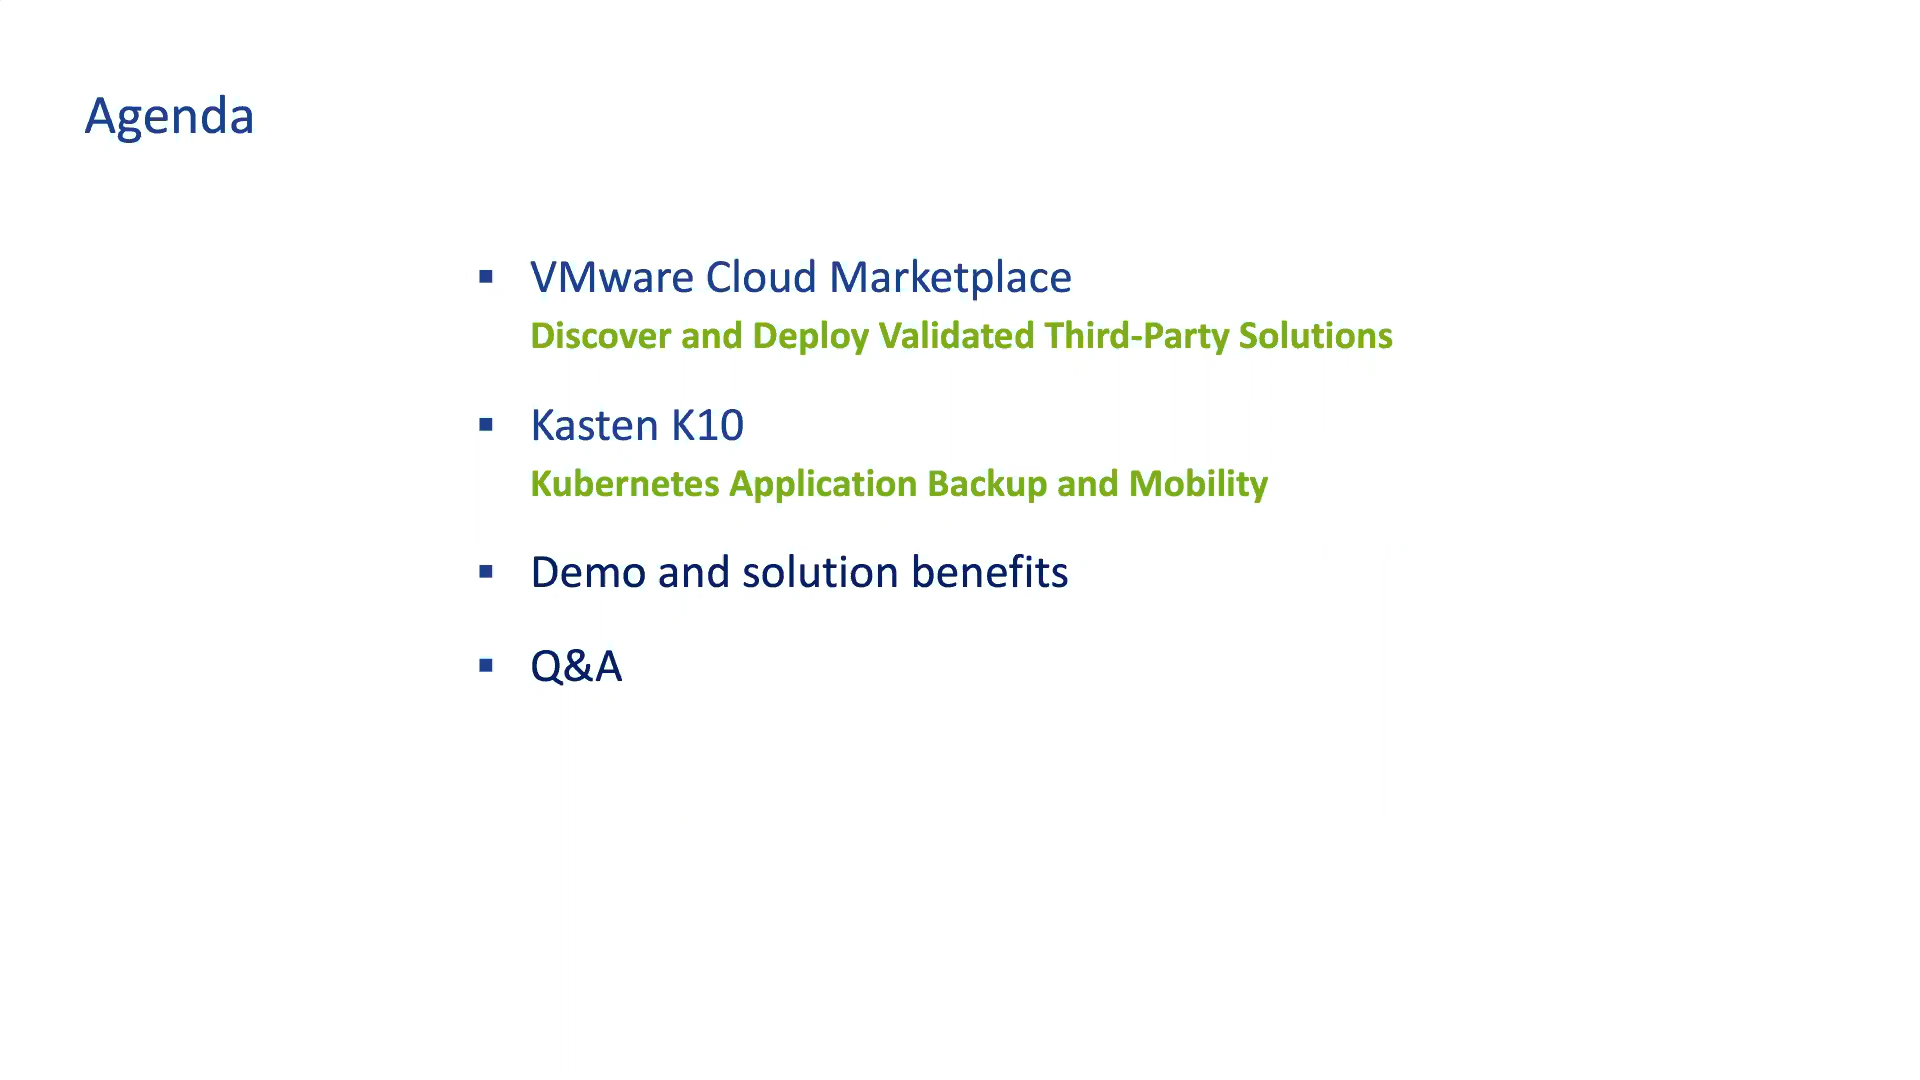 Agenda
▪ VMware Cloud Marketplace
Discover and Deploy Validated Third-Party Solutions
▪ Kasten K10
Kubernetes Application Backup and Mobility
▪ Demo and solution benefits
▪ Q&A